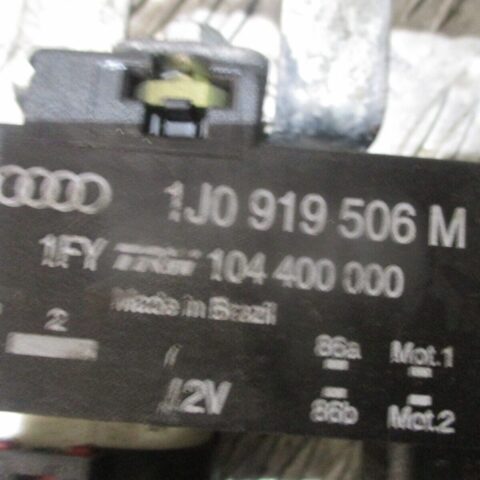 1J0 919 506 M
1FY TRW 104 400 000
Made in Brazil
2
86a Mot.1
12V
86b Mot.2